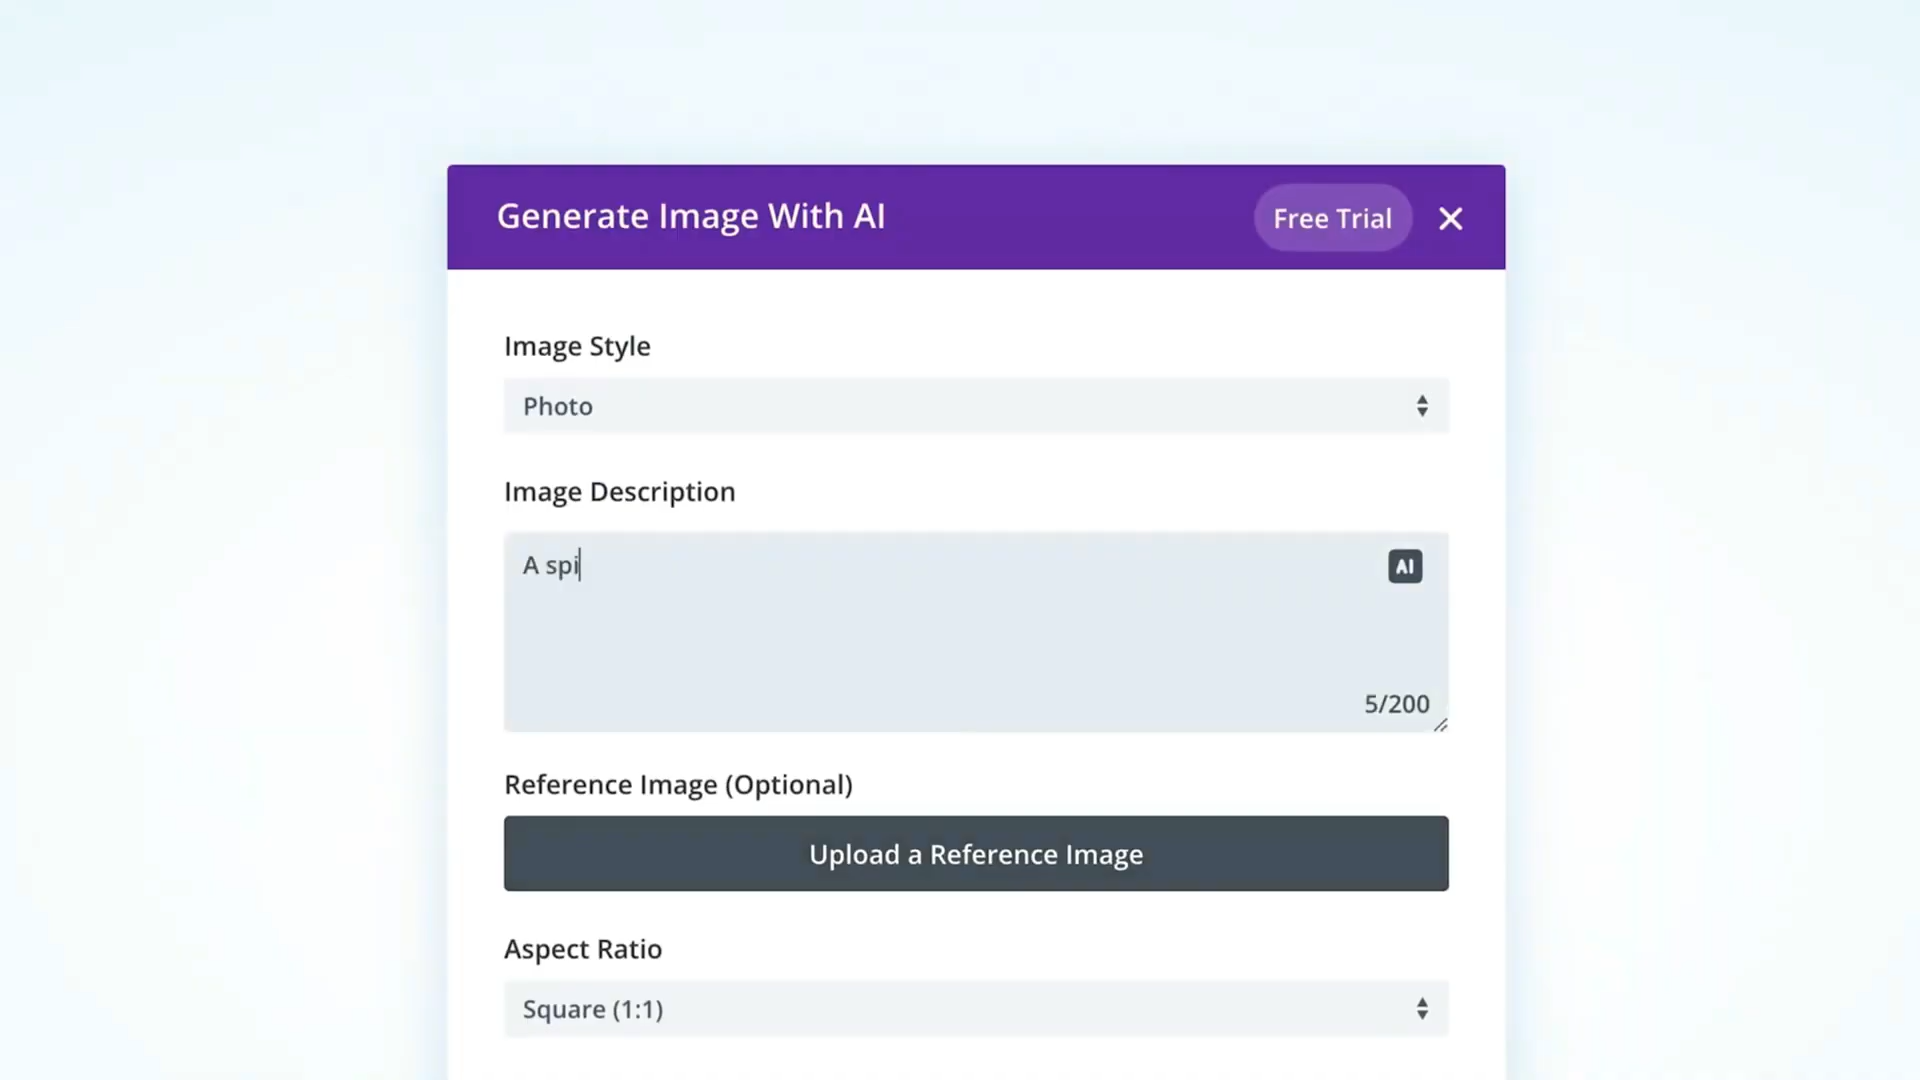 Generate Image With AI
Free Trial
Image Style
Photo
Image Description
A spi
AI
5/200
Reference Image (Optional)
Upload a Reference Image
Aspect Ratio
Square (1:1)